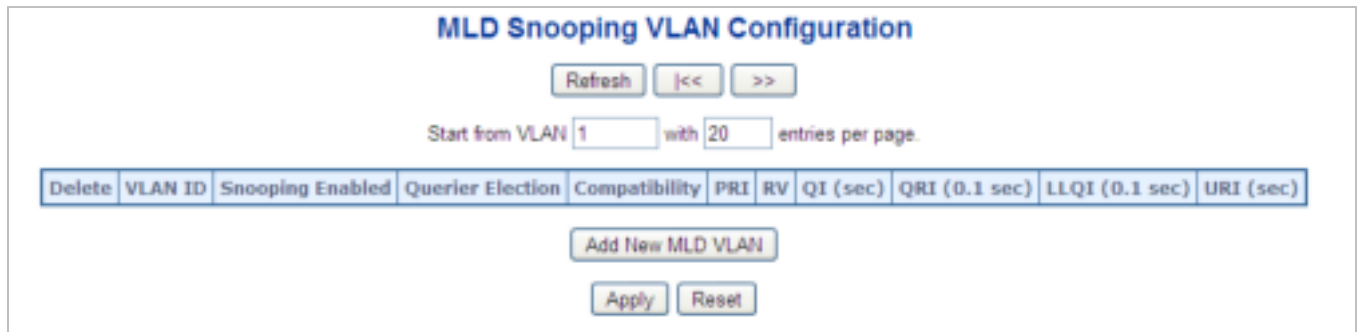 MLD Snooping VLAN Configuration
Refresh |<< >>
Start from VLAN 1 with 20 entries per page.
Delete VLAN ID Snooping Enabled Querier Election Compatibility PRI RV QI (sec) QRI (0.1 sec) LLQI (0.1 sec) URI (sec)
Add New MLD VLAN
Apply Reset